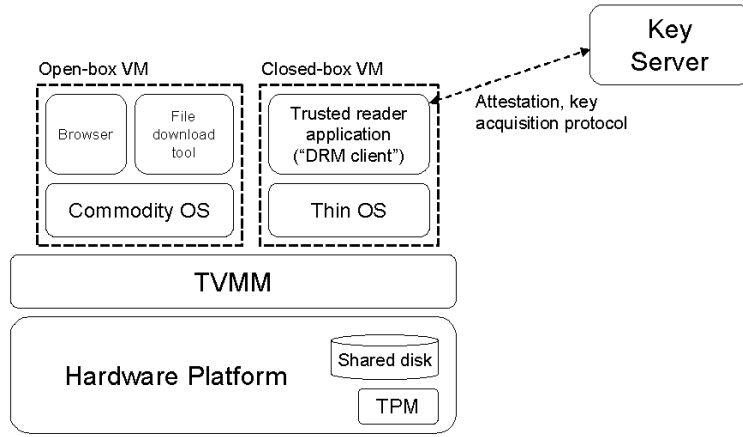 Key
Server
Open-box VM
Closed-box VM
Browser
File
download
tool
Trusted reader
application
(“DRM client”)
Attestation, key
acquisition protocol
Commodity OS
Thin OS
TVMM
Hardware Platform
Shared disk
TPM